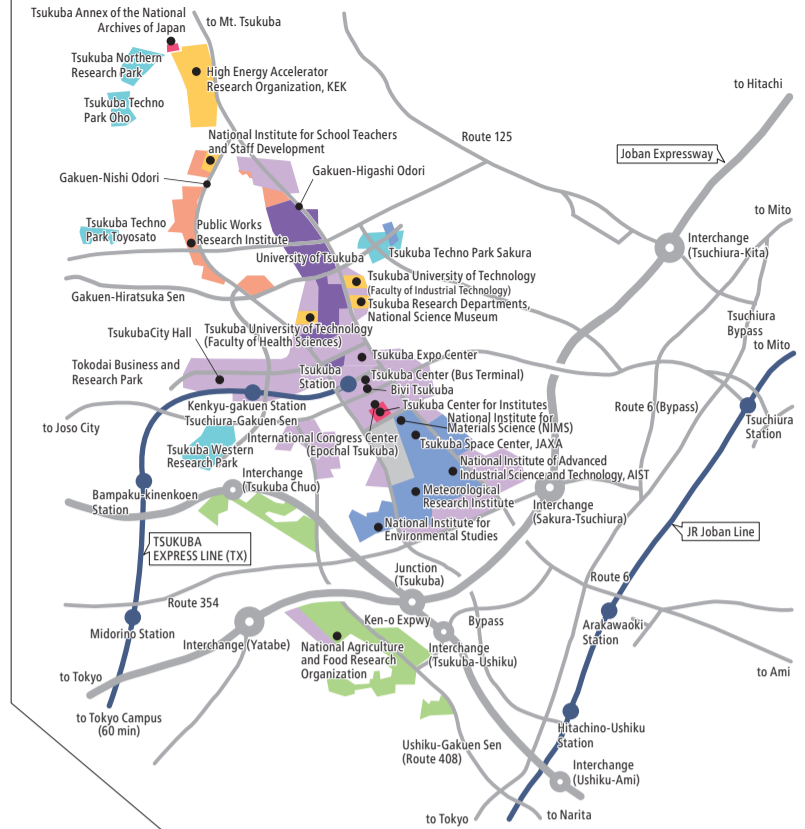 Tsukuba Annex of the National
Archives of Japan
to Mt. Tsukuba
Tsukuba Northern
Research Park
High Energy Accelerator
Research Organization, KEK
to Hitachi
Tsukuba Techno
Park Oho
National Institute for School Teachers
and Staff Development
Route 125
Joban Expressway
Gakuen-Nishi Odori
Gakuen-Higashi Odori
to Mito
Tsukuba Techno
Park Toyosato
Public Works
Research Institute
University of Tsukuba
Tsukuba Techno Park Sakura
Interchange
(Tsuchiura-Kita)
Gakuen-Hiratsuka Sen
Tsukuba University of Technology
(Faculty of Industrial Technology)
Tsukuba Research Departments,
National Science Museum
Tsuchiura
Bypass
to Mito
TsukubaCity Hall
Tsukuba University of Technology
(Faculty of Health Sciences)
Tokodai Business and
Research Park
Tsukuba
Station
Tsukuba Expo Center
Tsukuba Center (Bus Terminal)
Bivi Tsukuba
Kenkyu-gakuen Station
Tsukuba Center for Institutes
Route 6 (Bypass)
Tsuchiura
Station
to Joso City
Tsuchiura-Gakuen Sen
National Institute for
Materials Science (NIMS)
International Congress Center
(Epochal Tsukuba)
Tsukuba Space Center, JAXA
Tsukuba Western
Research Park
National Institute of Advanced
Industrial Science and Technology, AIST
Interchange
(Tsukuba Chuo)
Bampaku-kinenkoen
Station
Meteorological
Research Institute
Interchange
(Sakura-Tsuchiura)
National Institute for
Environmental Studies
JR Joban Line
TSUKUBA
EXPRESS LINE (TX)
Junction
(Tsukuba)
Route 6
Route 354
Ken-o Expwy
Bypass
Arakawaoki
Station
Midorino Station
Interchange (Yatabe)
National Agriculture
and Food Research
Organization
Interchange
(Tsukuba-Ushiku)
to Ami
to Tokyo
to Tokyo Campus
(60 min)
Hitachino-Ushiku
Station
Ushiku-Gakuen Sen
(Route 408)
Interchange
(Ushiku-Ami)
to Tokyo
to Narita